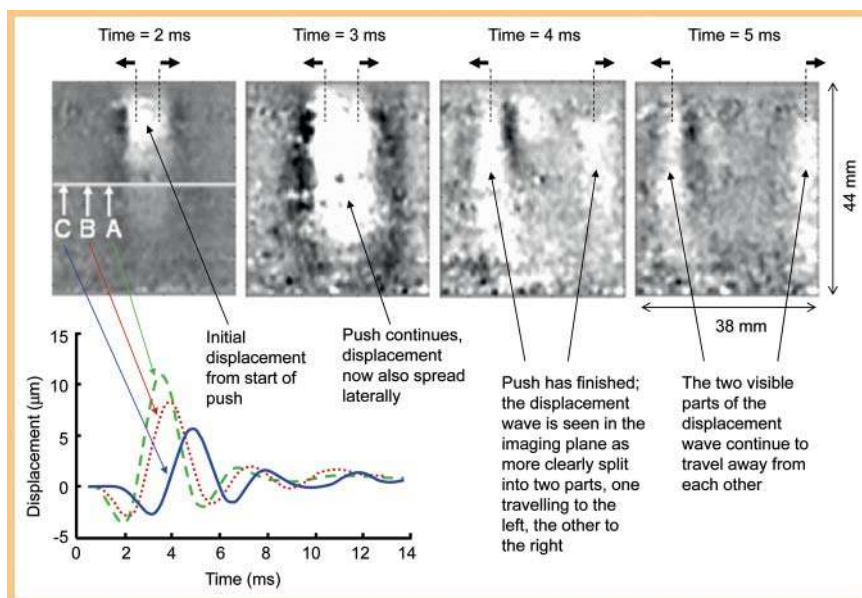 Time = 2 ms
Time = 3 ms
Time = 4 ms
Time = 5 ms
C B A
44 mm
38 mm
Initial
displacement
from start of
push
Push continues,
displacement
now also spread
laterally
Push has finished;
the displacement
wave is seen in the
imaging plane as
more clearly split
into two parts, one
travelling to the
left, the other to
the right
The two visible
parts of the
displacement
wave continue to
travel away from
each other
Displacement (μm)
15
10
5
0
-5
0 2 4 6 8 10 12 14
Time (ms)